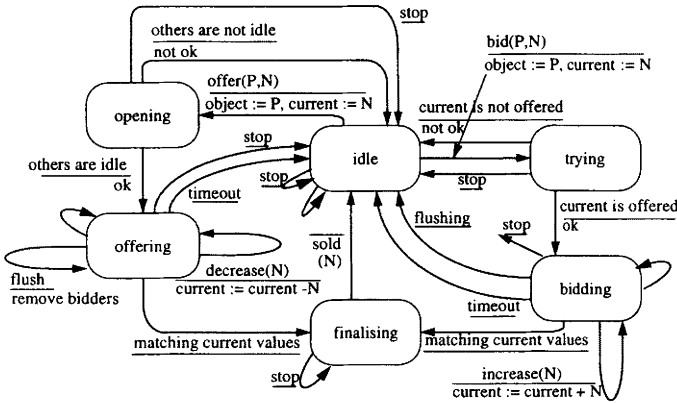 stop
others are not idle
not ok
bid(P,N)
object := P, current := N
offer(P,N)
object := P, current := N
opening
current is not offered
not ok
stop
idle
trying
stop
stop
others are idle
ok
timeout
current is offered
ok
flushing
stop
offering
sold
(N)
flush
remove bidders
decrease(N)
current := current -N
bidding
timeout
matching current values
finalising
matching current values
stop
increase(N)
current := current + N